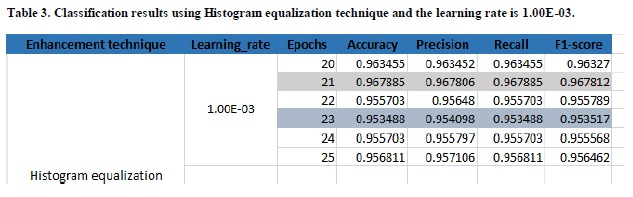 Table 3. Classification results using Histogram equalization technique and the learning rate is 1.00E-03.
Enhancement technique Learning_rate Epochs Accuracy Precision Recall F1-score
20 0.963455 0.963452 0.963455 0.96327
21 0.967885 0.967806 0.967885 0.967812
22 0.955703 0.95648 0.955703 0.955789
1.00E-03
23 0.953488 0.954098 0.953488 0.953517
24 0.955703 0.955797 0.955703 0.955568
25 0.956811 0.957106 0.956811 0.956462
Histogram equalization